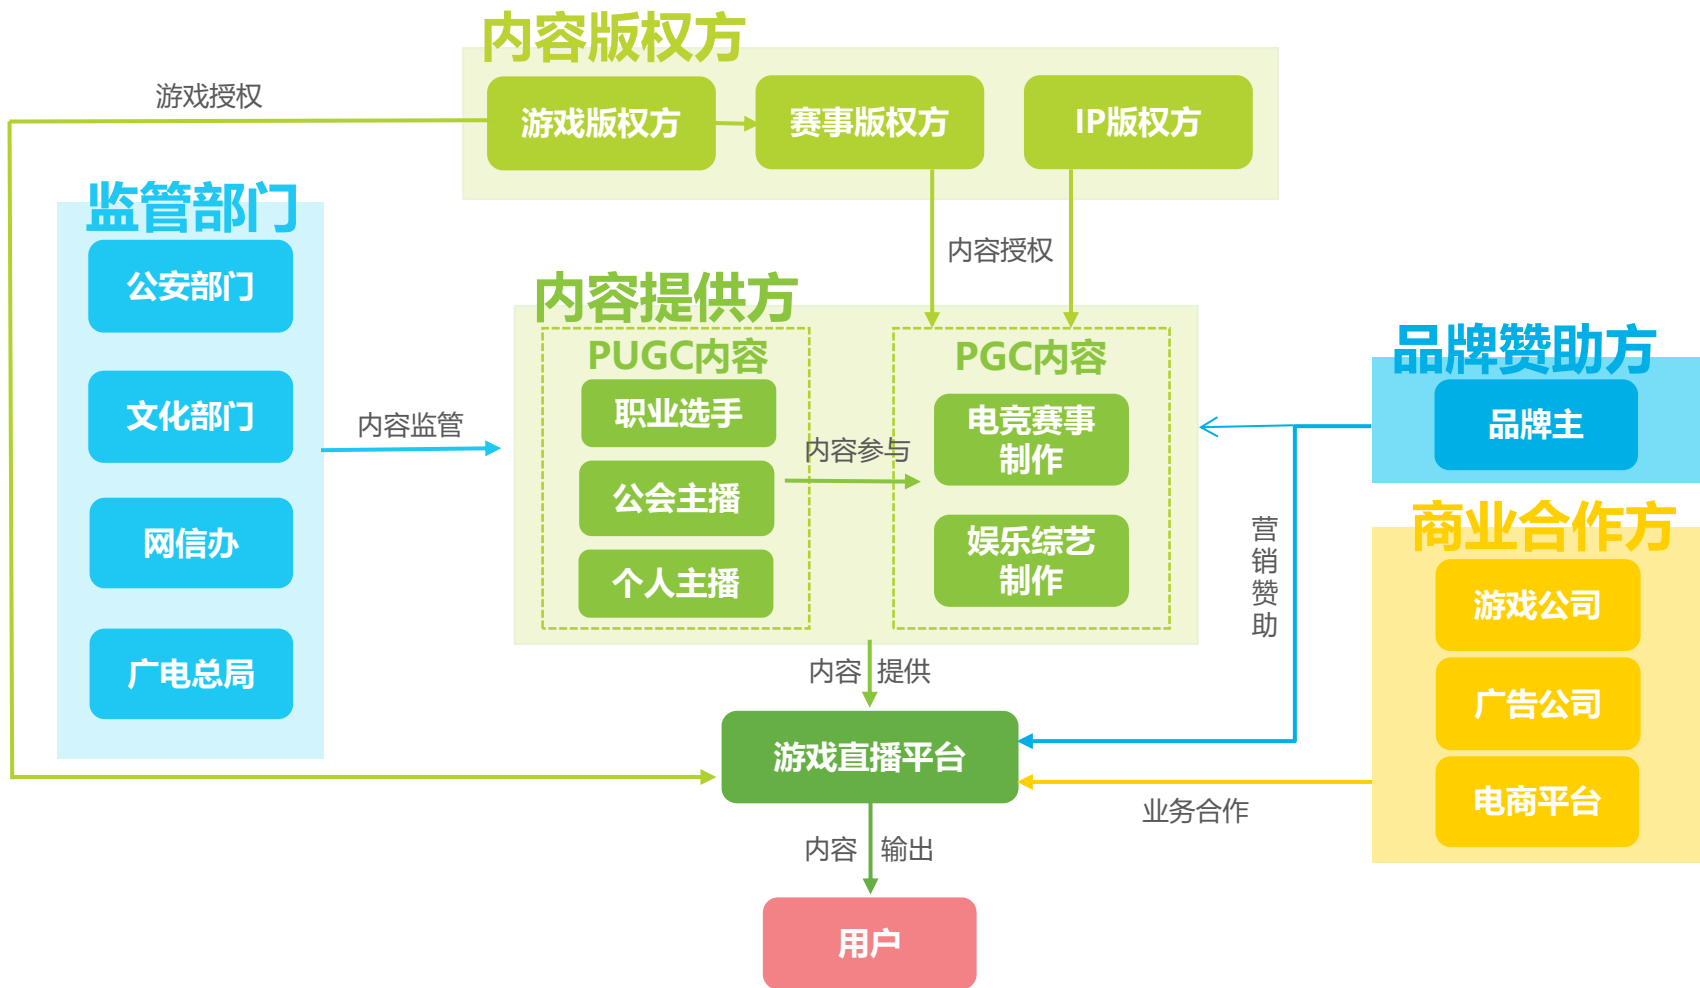 内容版权方
游戏授权
游戏版权方
赛事版权方
IP版权方
监管部门
公安部门
文化部门
网信办
广电总局
内容授权
内容监管
内容提供方
PUGC内容
职业选手
公会主播
个人主播
内容参与
PGC内容
电竞赛事
制作
娱乐综艺
制作
品牌赞助方
品牌主
营
销
赞
助
商业合作方
游戏公司
广告公司
电商平台
内容 提供
游戏直播平台
业务合作
内容 输出
用户